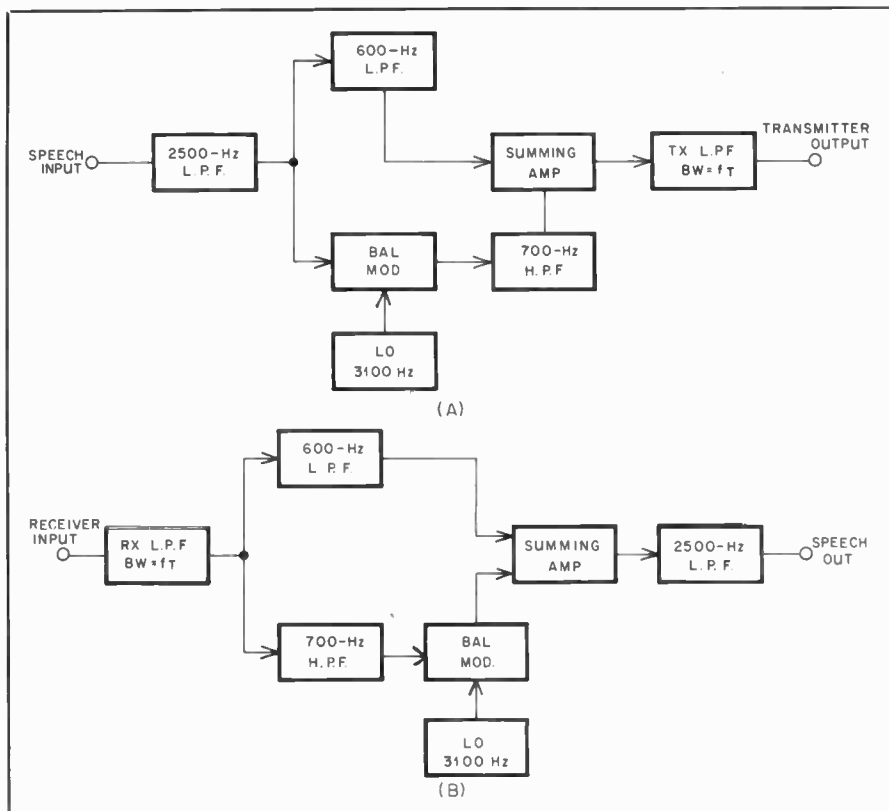 600-Hz
L.P.F.
SPEECH
INPUT
2500-Hz
L.P.F.
SUMMING
AMP
TX L.P.F
BW=fT
TRANSMITTER
OUTPUT
BAL
MOD
700-Hz
H.P.F
LO
3100 Hz
(A)
600-Hz
L.P.F.
RECEIVER
INPUT
RX L.P.F
BW=fT
SUMMING
AMP
2500-Hz
L.P.F.
SPEECH
OUT
700-Hz
H.P.F.
BAL
MOD.
LO
3100 Hz
(B)